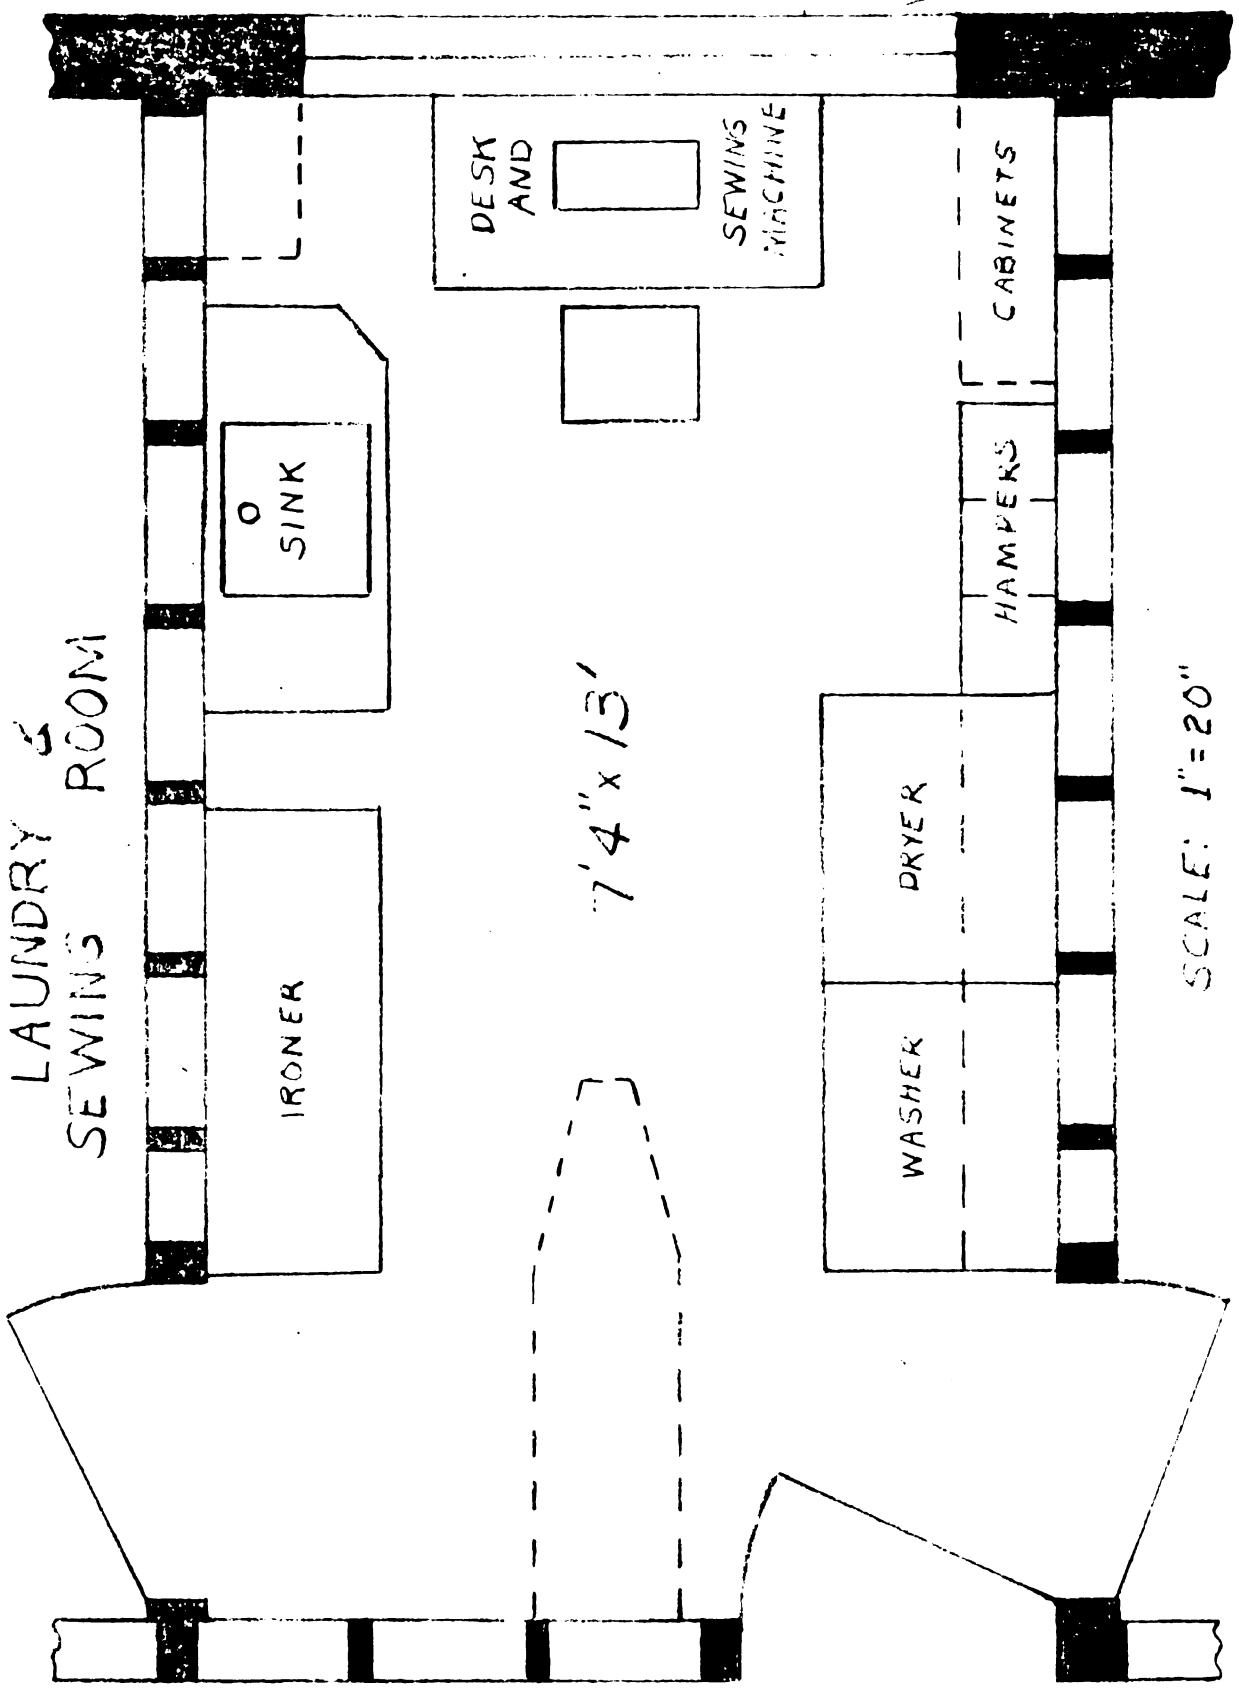 LAUNDRY &
SEWING ROOM
DESK
AND
SEWING
MACHINE
CABINETS
SINK
HAMPERS
7'4" x 13'
DRYER
IRONER
WASHER
SCALE: 1"=20"